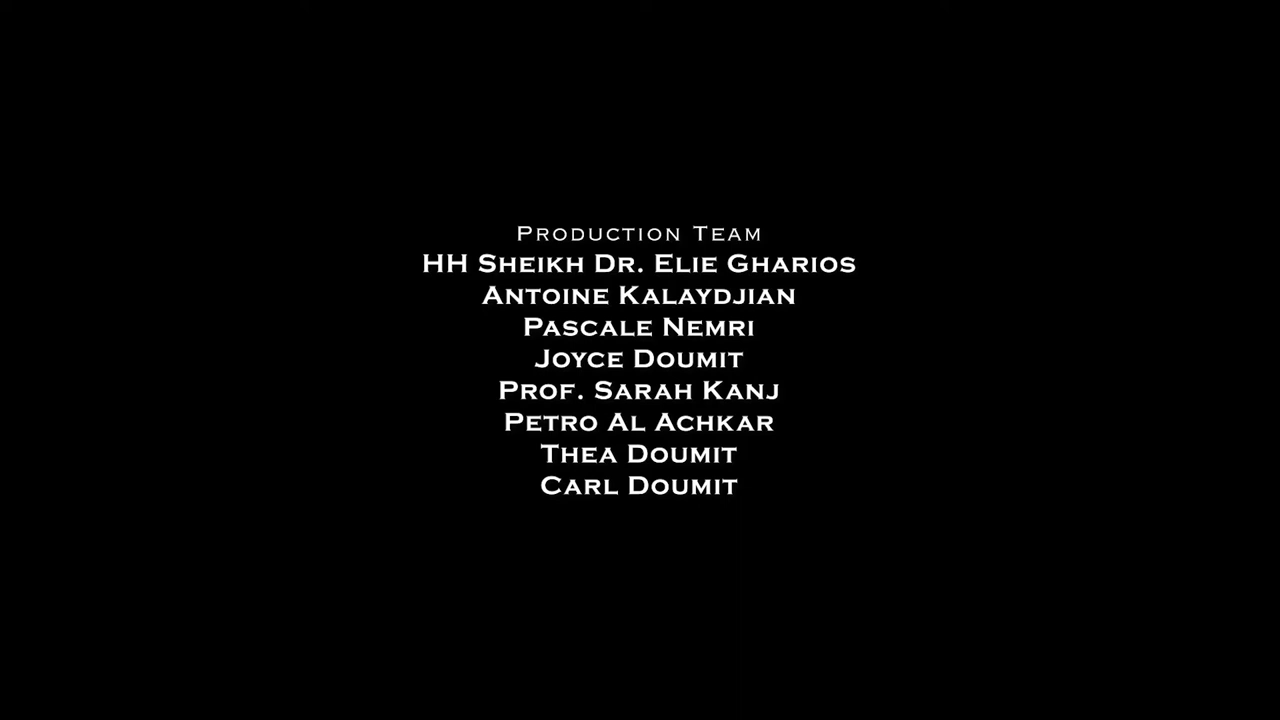 Production Team
HH Sheikh Dr. Elie Gharios
Antoine Kalaydjian
Pascale Nemri
Joyce Doumit
Prof. Sarah Kanj
Petro Al Achkar
Thea Doumit
Carl Doumit